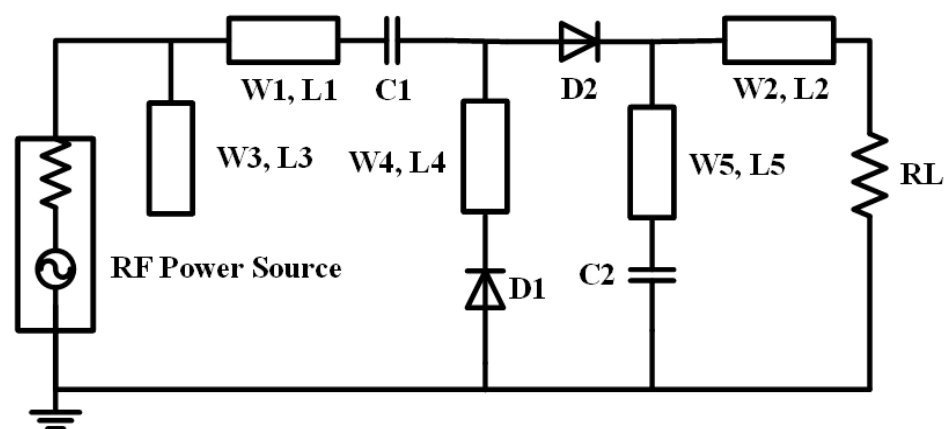 W1, L1
C1
D2
W2, L2
W3, L3
W4, L4
W5, L5
RL
RF Power Source
D1
C2